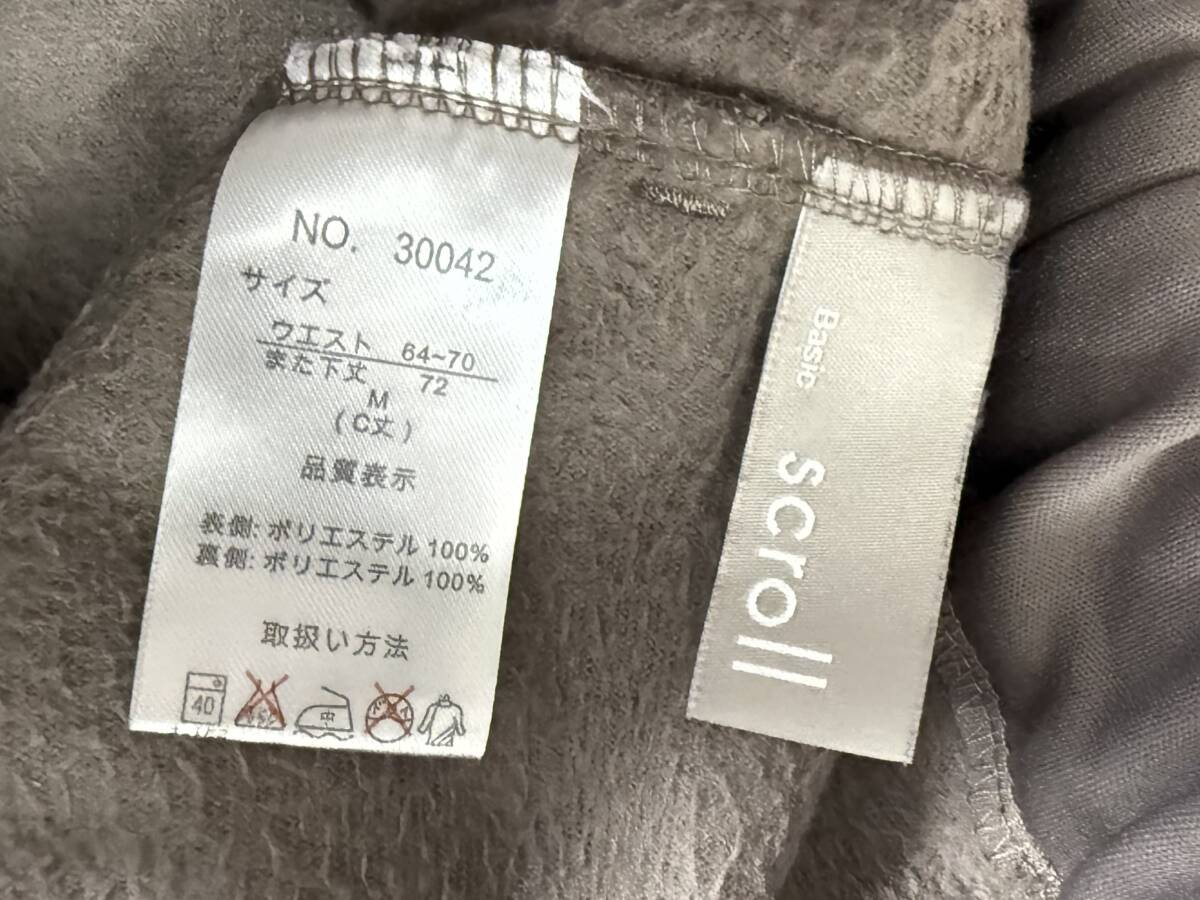 NO. 30042
サイズ
ウエスト 64~70
また下丈 72
M
(C丈)
品質表示
表側: ポリエステル 100%
裏側: ポリエステル 100%
取扱い方法
40
中
Basic
scroll